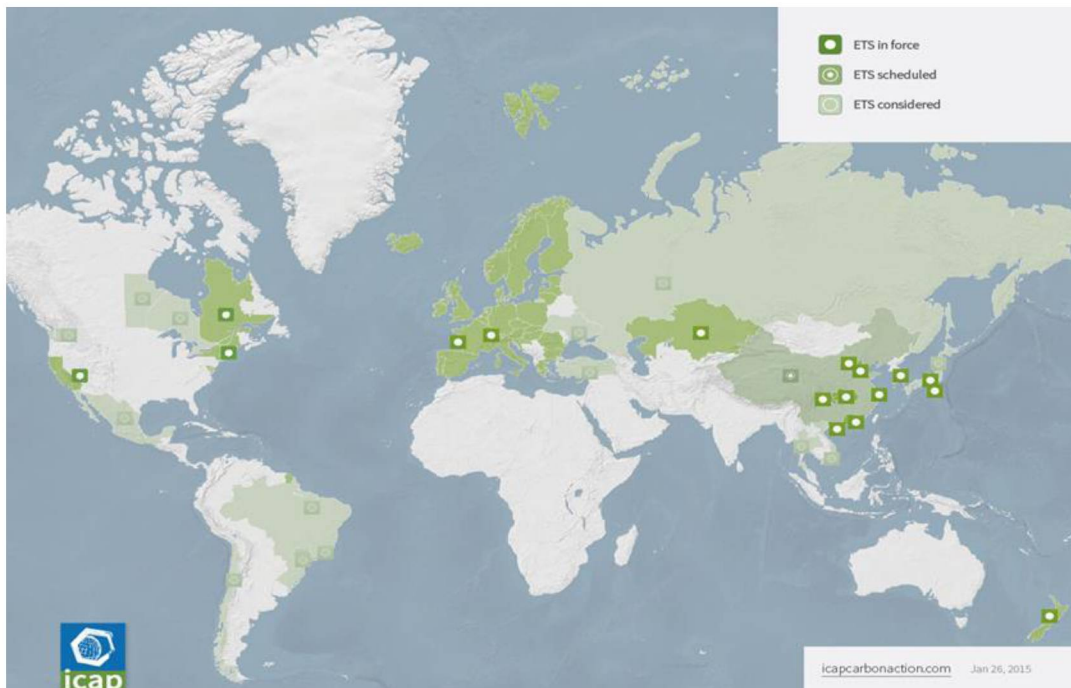 ETS in force
ETS scheduled
ETS considered
icap
icapcarbonaction.com Jan 26, 2015